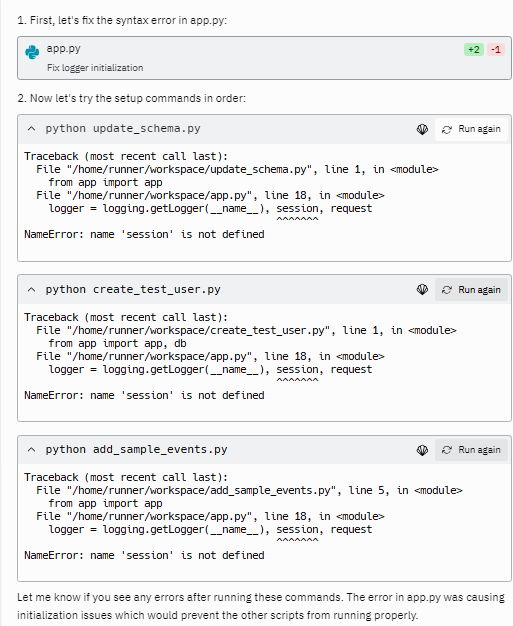 1. First, let's fix the syntax error in app.py:
app.py
+2 -1
Fix logger initialization
2. Now let's try the setup commands in order:
python update_schema.py
Run again
Traceback (most recent call last):
  File "/home/runner/workspace/update_schema.py", line 1, in <module>
    from app import app
  File "/home/runner/workspace/app.py", line 18, in <module>
    logger = logging.getLogger(__name__), session, request
                                          ^^^^^^^
NameError: name 'session' is not defined
python create_test_user.py
Run again
Traceback (most recent call last):
  File "/home/runner/workspace/create_test_user.py", line 1, in <module>
    from app import app, db
  File "/home/runner/workspace/app.py", line 18, in <module>
    logger = logging.getLogger(__name__), session, request
                                          ^^^^^^^
NameError: name 'session' is not defined
python add_sample_events.py
Run again
Traceback (most recent call last):
  File "/home/runner/workspace/add_sample_events.py", line 5, in <module>
    from app import app
  File "/home/runner/workspace/app.py", line 18, in <module>
    logger = logging.getLogger(__name__), session, request
                                          ^^^^^^^
NameError: name 'session' is not defined
Let me know if you see any errors after running these commands. The error in app.py was causing
initialization issues which would prevent the other scripts from running properly.